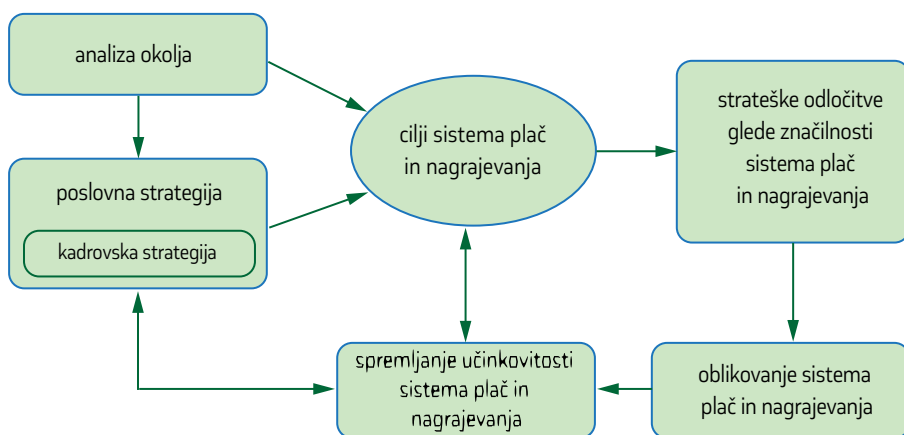 analiza okolja
poslovna strategija
kadrovska strategija
cilji sistema plač
in nagrajevanja
strateške odločitve
glede značilnosti
sistema plač
in nagrajevanja
spremljanje učinkovitosti
sistema plač in
nagrajevanja
oblikovanje sistema
plač in nagrajevanja